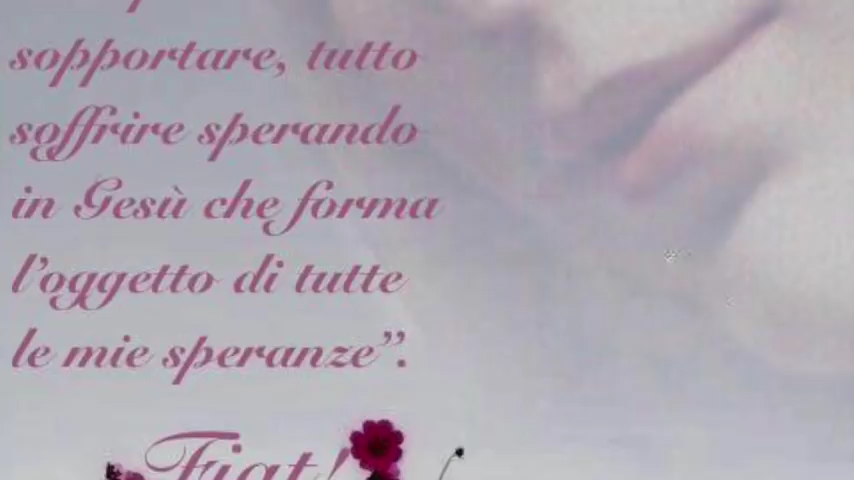 sopportare, tutto
soffrire sperando
in Gesù che forma
l'oggetto di tutte
le mie speranze”.
Fiat!